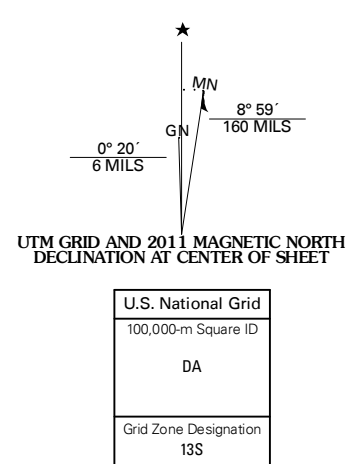 MN
GN
8° 59´
160 MILS
0° 20´
6 MILS
UTM GRID AND 2011 MAGNETIC NORTH
DECLINATION AT CENTER OF SHEET
U.S. National Grid
100,000-m Square ID
DA
Grid Zone Designation
13S